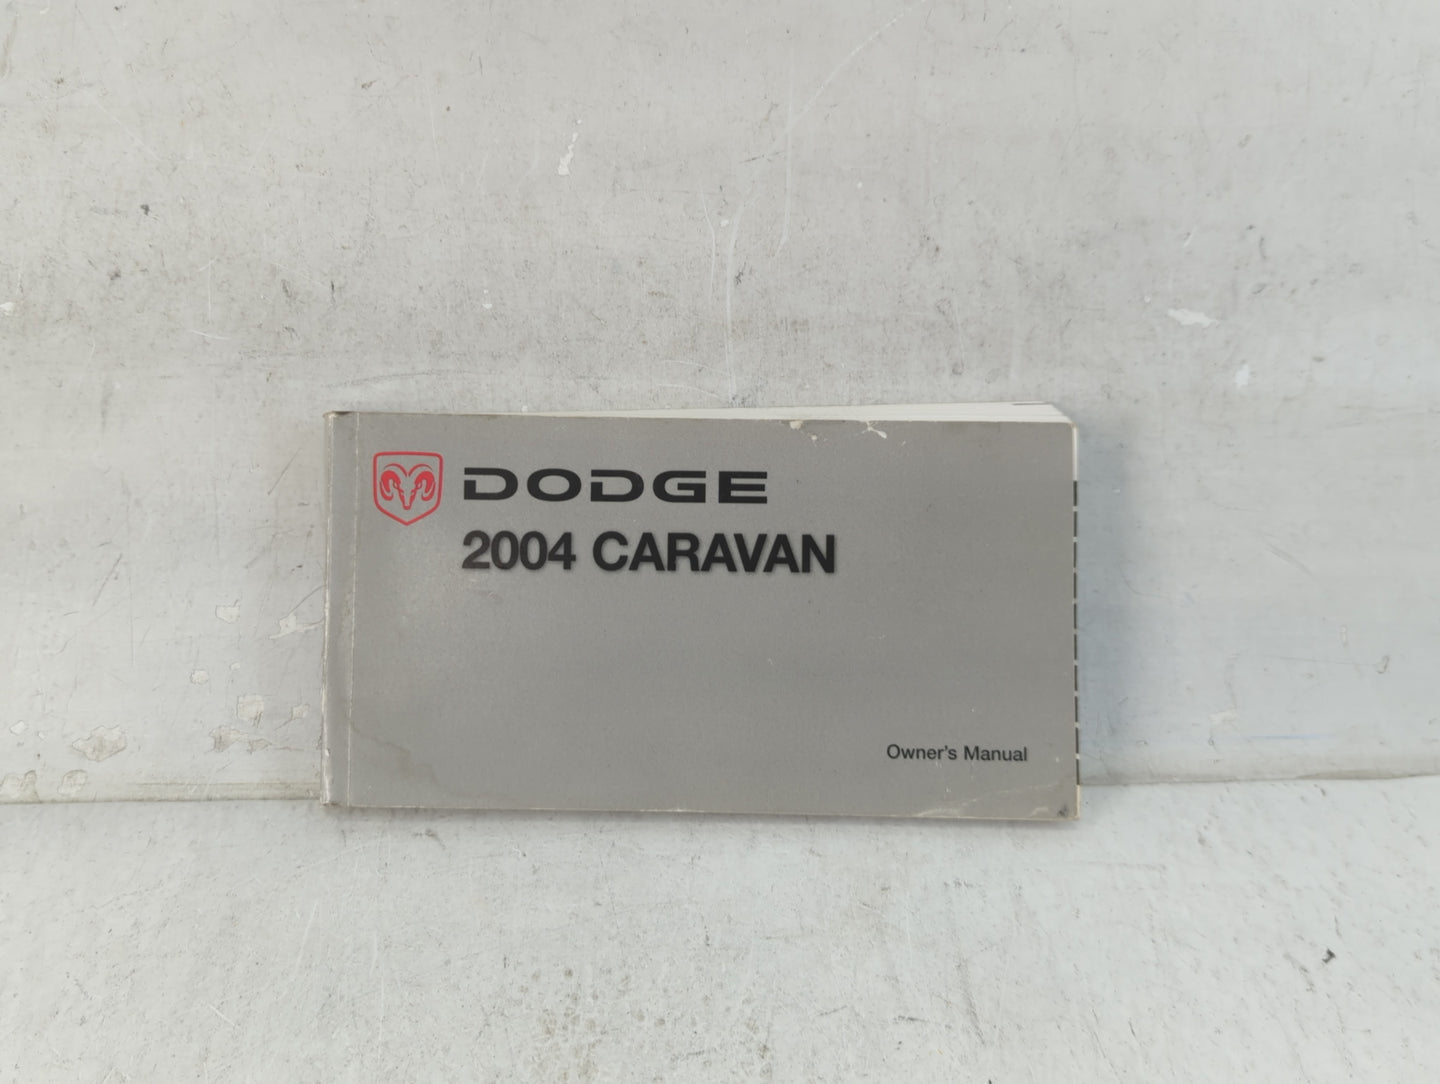 DODGE
2004 CARAVAN
Owner's Manual